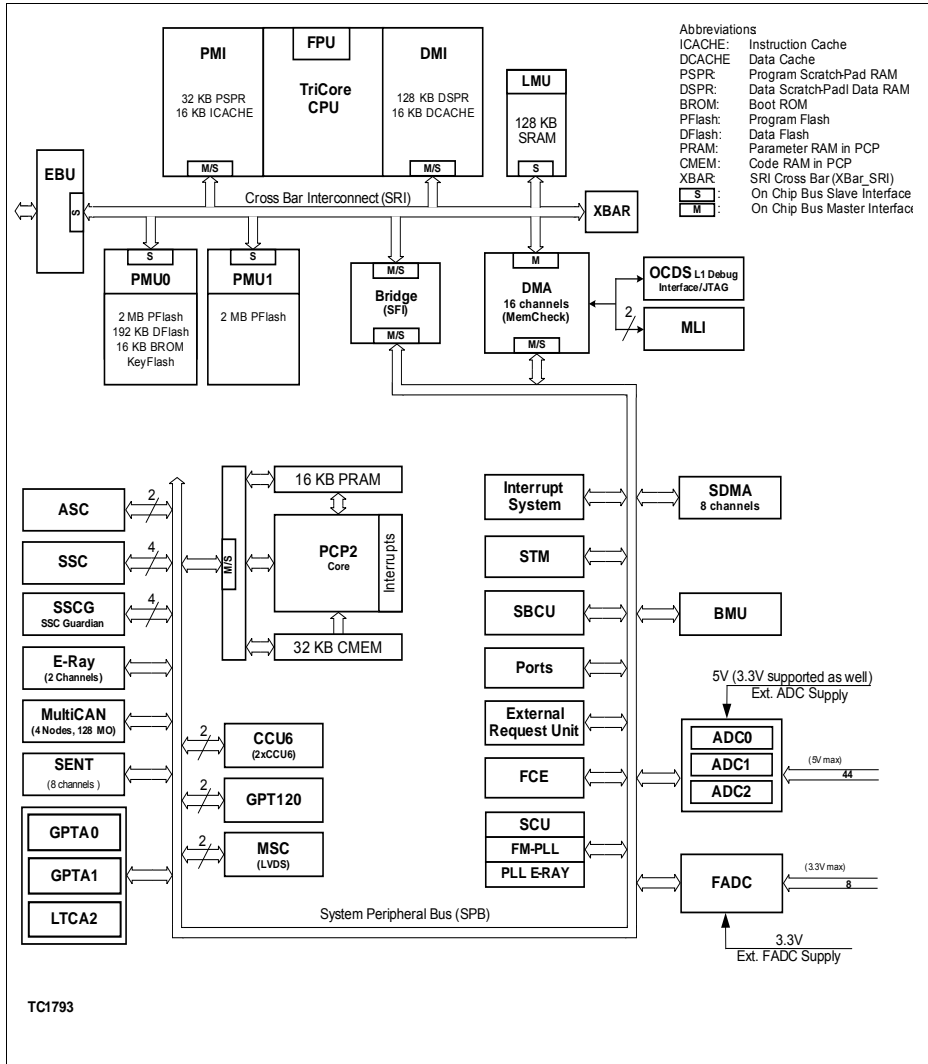 PMI
32 KB PSPR
16 KB ICACHE
FPU
TriCore
CPU
DMI
128 KB DSPR
16 KB DCACHE
M/S
M/S
LMU
128 KB
SRAM
S
Abbreviations:
ICACHE: Instruction Cache
DCACHE Data Cache
PSPR: Program Scratch-Pad RAM
DSPR: Data Scratch-Padl Data RAM
BROM: Boot ROM
PFlash: Program Flash
DFlash: Data Flash
PRAM: Parameter RAM in PCP
CMEM: Code RAM in PCP
XBAR: SRI Cross Bar (XBar_SRI)
S : On Chip Bus Slave Interface
M : On Chip Bus Master Interface
EBU
S
Cross Bar Interconnect (SRI)
XBAR
S
PMU0
2 MB PFlash
192 KB DFlash
16 KB BROM
KeyFlash
S
PMU1
2 MB PFlash
M/S
Bridge
(SFI)
M/S
M
DMA
16 channels
(MemCheck)
M/S
OCDS L1 Debug
Interface/JTAG
2
MLI
ASC
2
SSC
4
SSCG
SSC Guardian
4
E-Ray
(2 Channels)
MultiCAN
(4 Nodes, 128 MO)
SENT
(8 channels )
GPTA0
GPTA1
LTCA2
M/S
16 KB PRAM
PCP2
Core
Interrupts
32 KB CMEM
2
CCU6
(2xCCU6)
2
GPT120
2
MSC
(LVDS)
System Peripheral Bus (SPB)
Interrupt
System
STM
SBCU
Ports
External
Request Unit
FCE
SCU
FM-PLL
PLL E-RAY
SDMA
8 channels
BMU
5V (3.3V supported as well)
Ext. ADC Supply
ADC0
ADC1
ADC2
(5V max)
44
FADC
(3.3V max)
8
3.3V
Ext. FADC Supply
TC1793